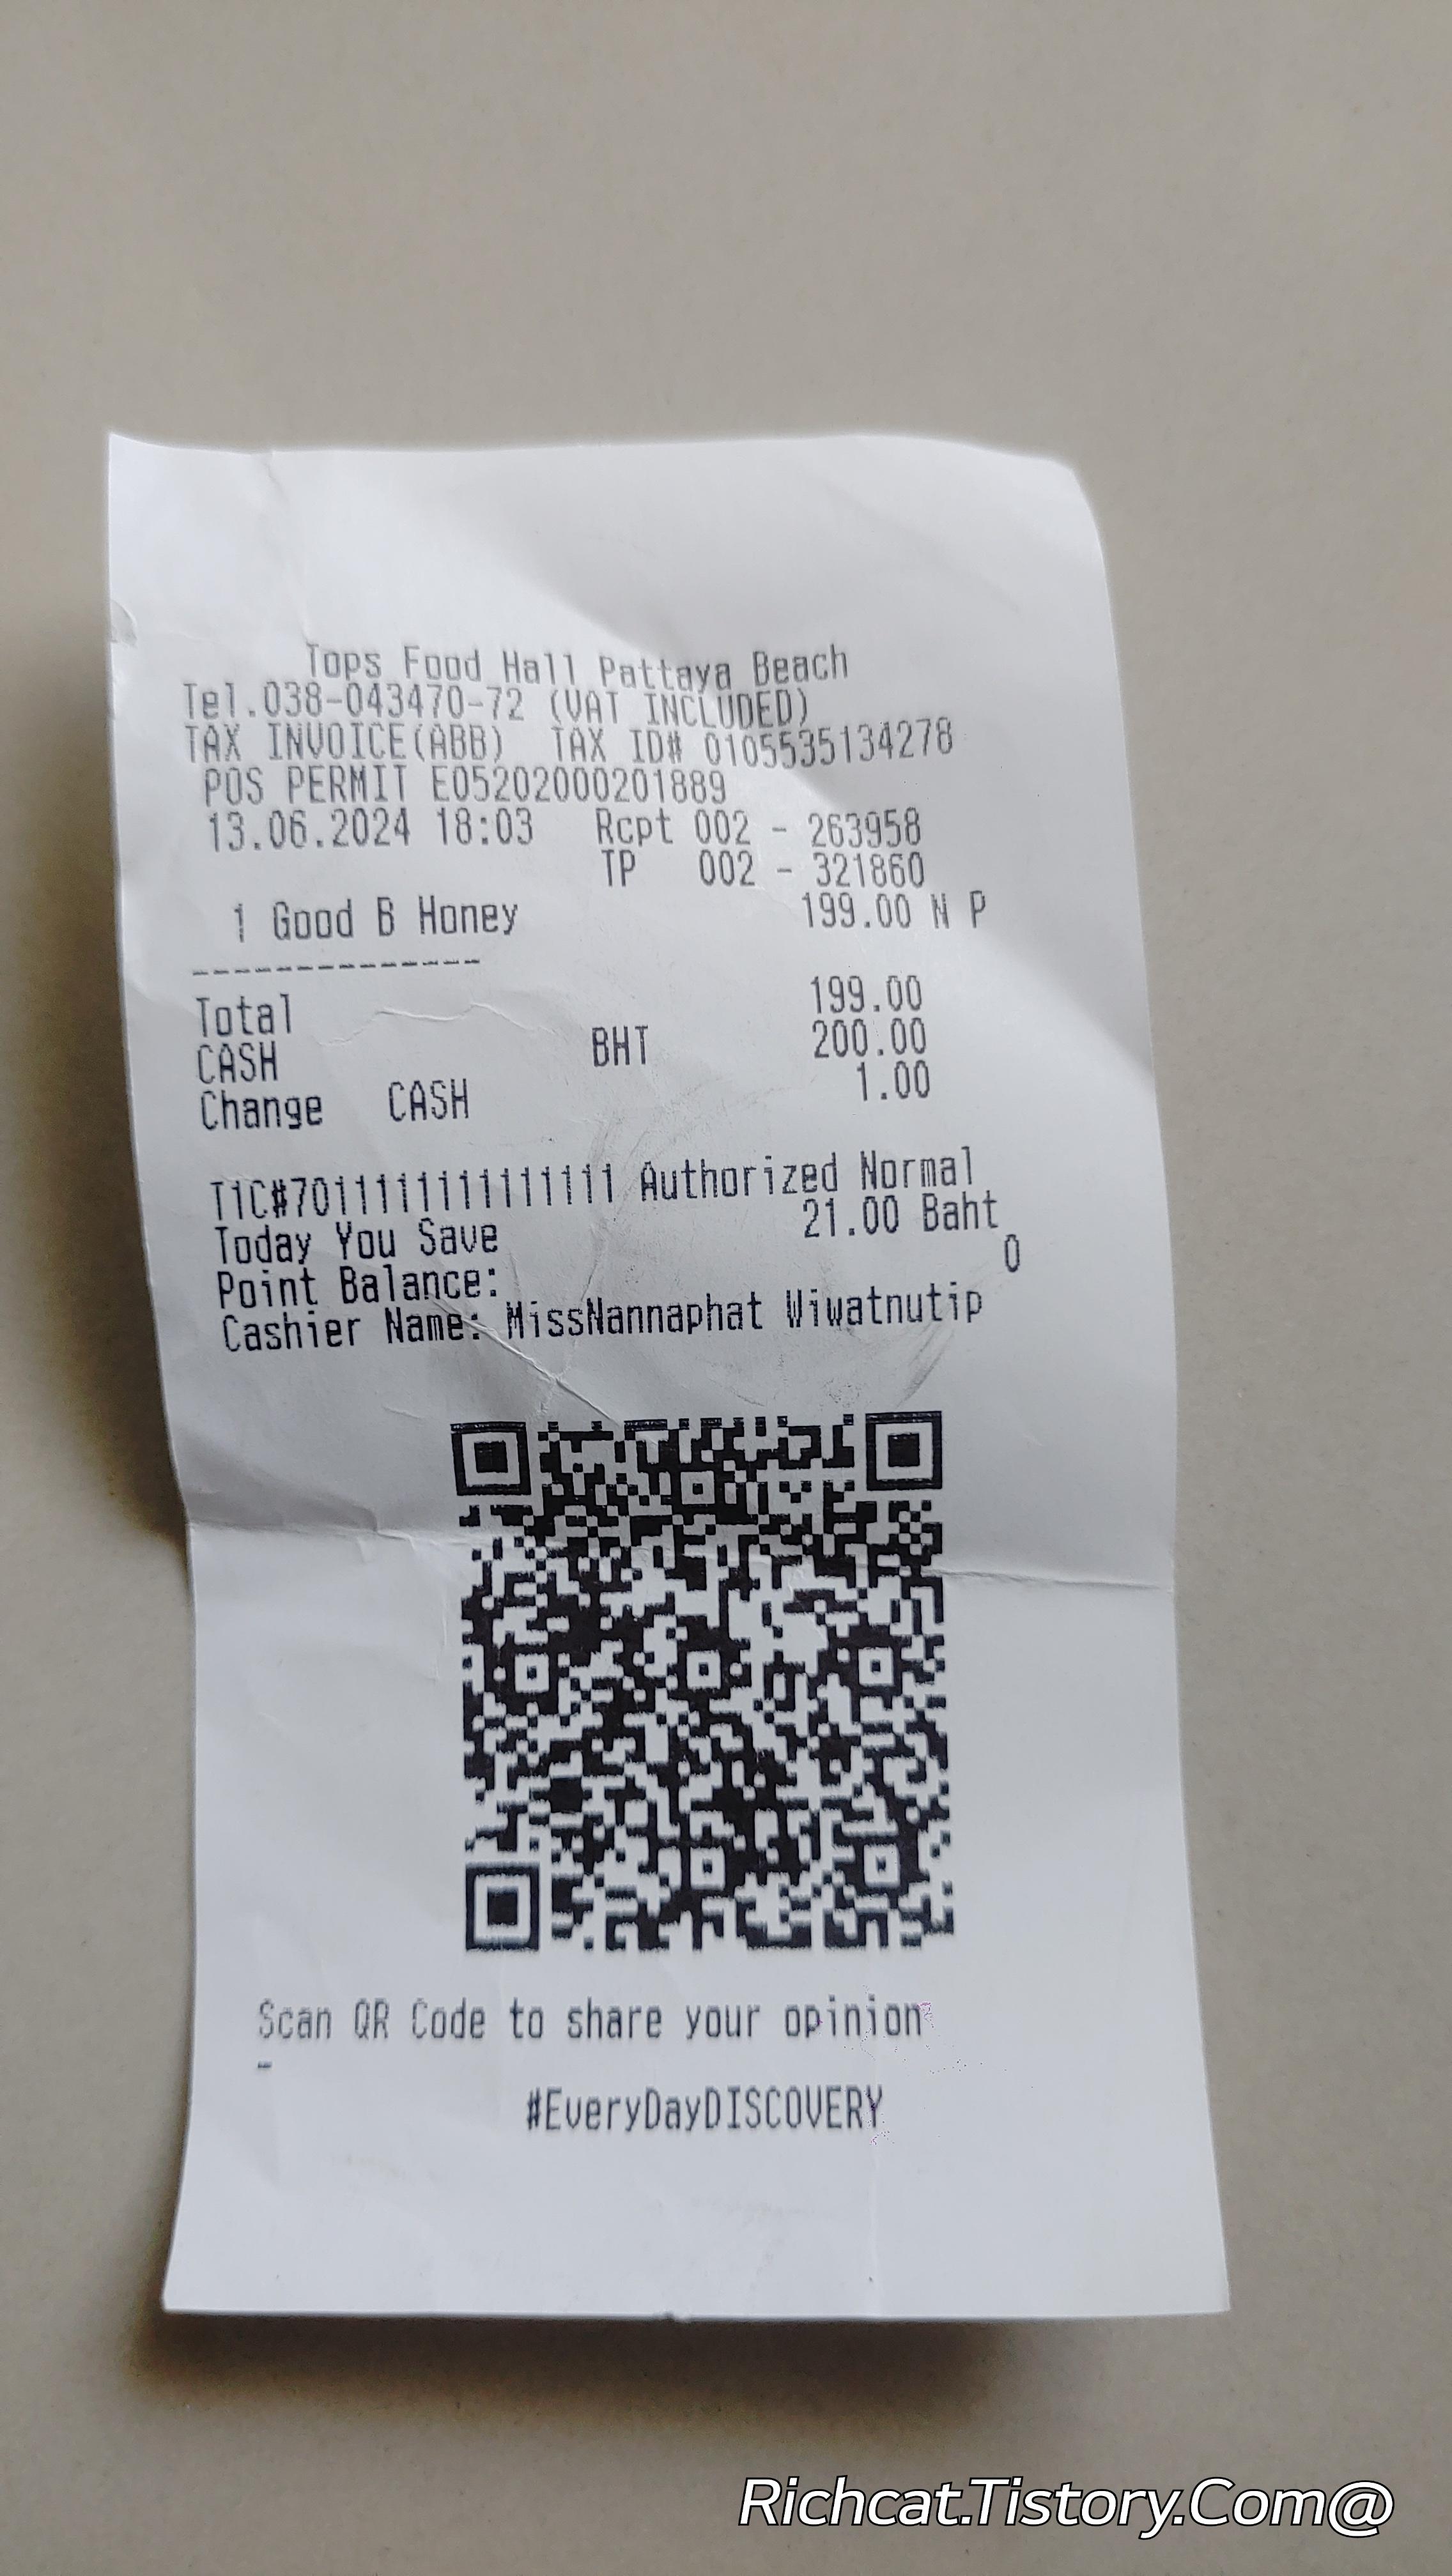 Tops Food Hall Pattaya Beach
Tel.038-043470-72 (VAT INCLUDED)
TAX INVOICE(ABB) TAX ID# 0105535134278
POS PERMIT E05202000201889
13.06.2024 18:03 Rcpt 002 - 263958
TP 002 - 321860
1 Good B Honey 199.00 N P
--------------
Total 199.00
CASH BHT 200.00
Change CASH 1.00
T1C#7011111111111111 Authorized Normal
Today You Save 21.00 Baht
Point Balance: 0
Cashier Name: MissNannaphat Wiwatnutip
Scan QR Code to share your opinion
-
#EveryDayDISCOVERY
Richcat.Tistory.Com@